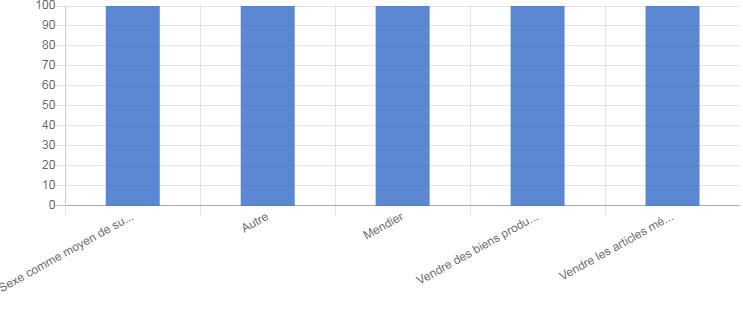 100
90
80
70
60
50
40
30
20
10
0
Sexe comme moyen de su...
Autre
Mendier
Vendre des biens produ...
Vendre les articles mé...